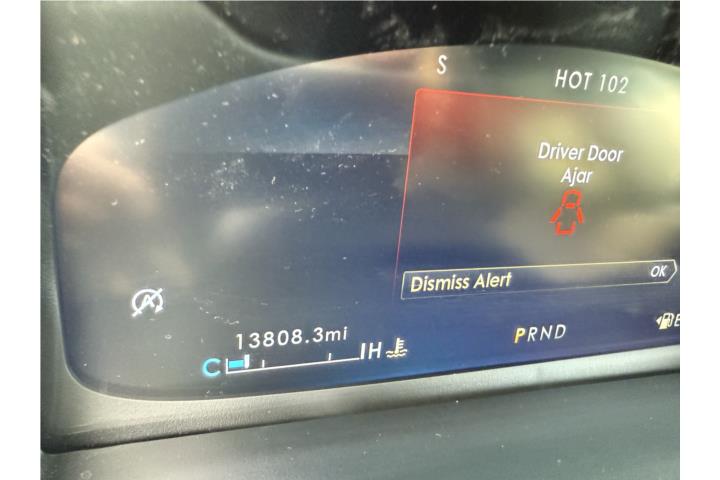 S
HOT 102
Driver Door
Ajar
Dismiss Alert OK
13808.3mi
PRND
E
C H